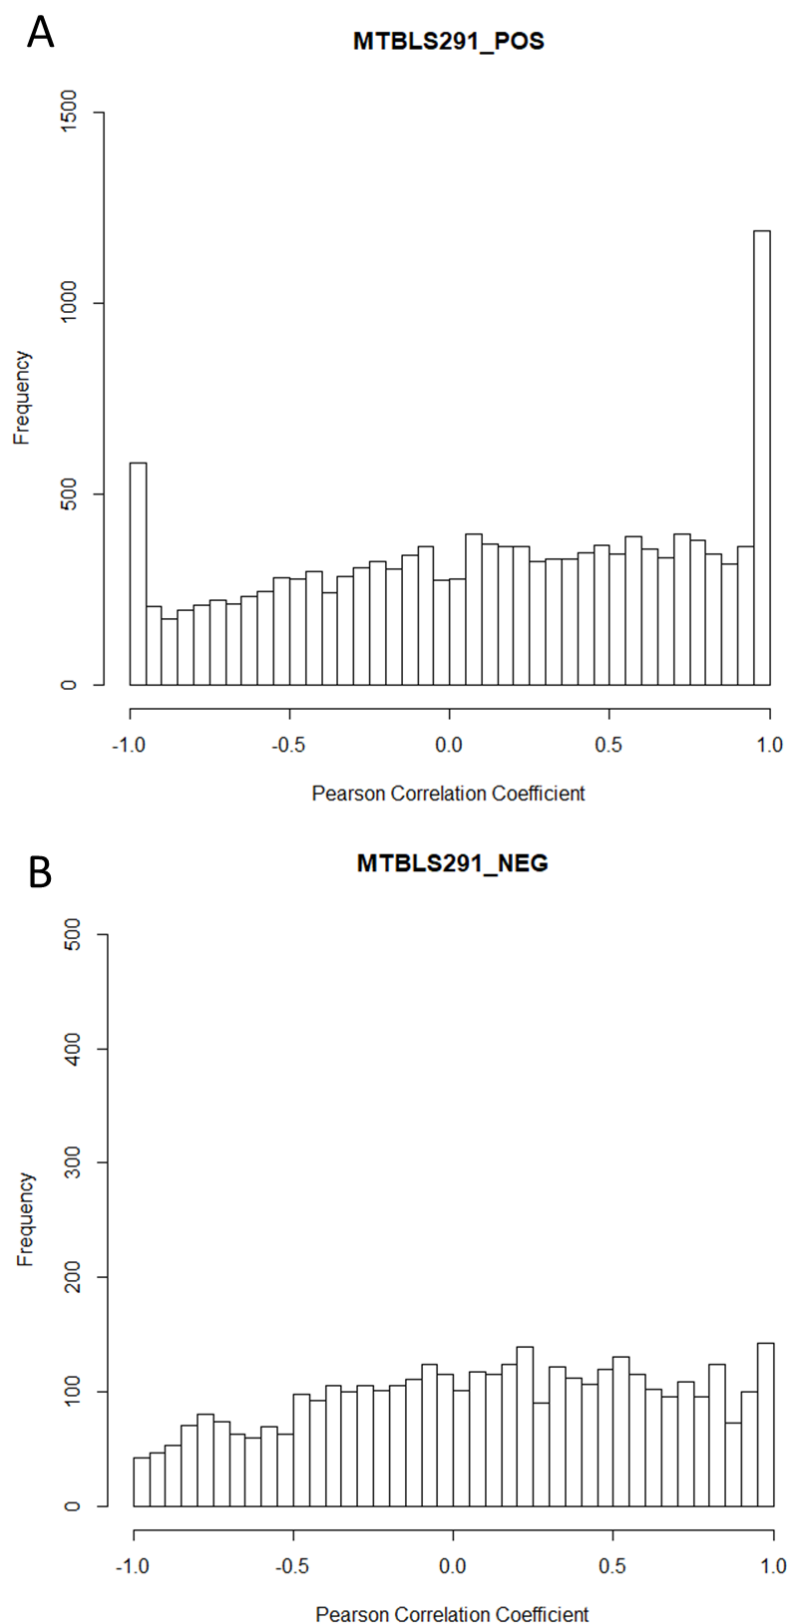 A
MTBLS291_POS
1500
1000
500
0
Frequency
-1.0 -0.5 0.0 0.5 1.0
Pearson Correlation Coefficient
B
MTBLS291_NEG
500
400
300
200
100
0
Frequency
-1.0 -0.5 0.0 0.5 1.0
Pearson Correlation Coefficient